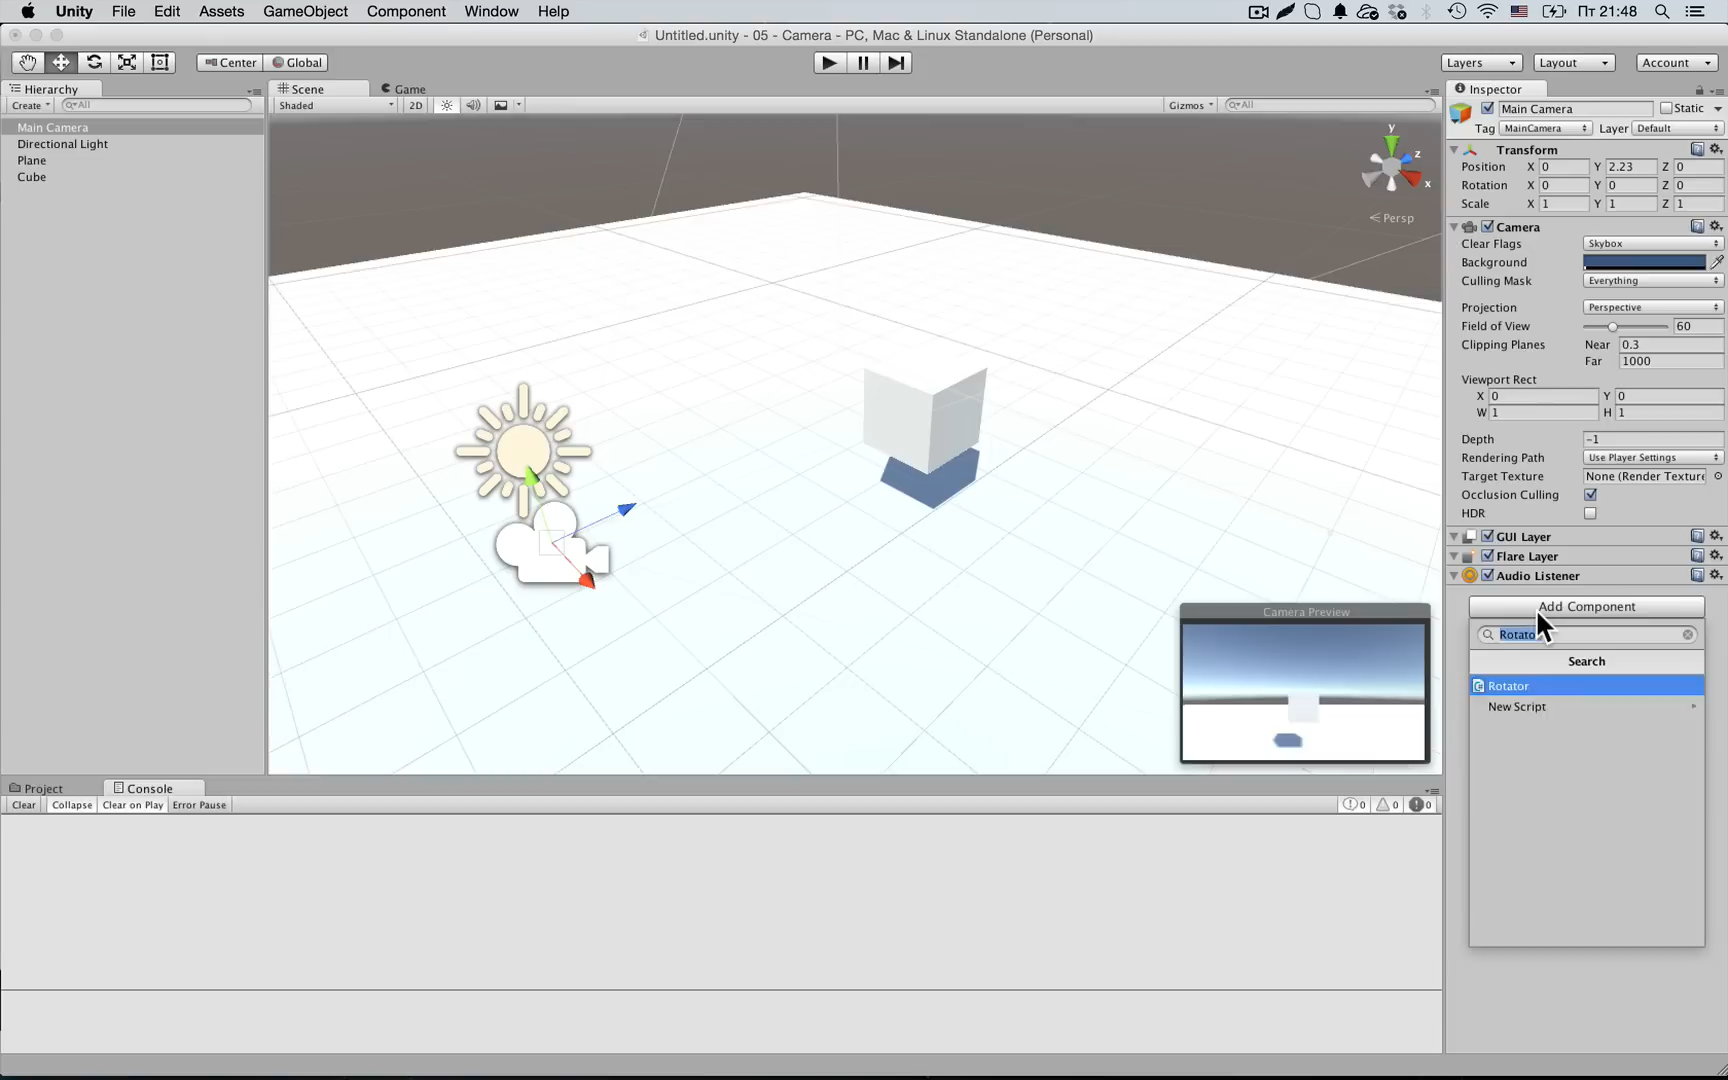 Unity File Edit Assets GameObject Component Window Help Пт 21:48
Untitled.unity - 05 - Camera - PC, Mac & Linux Standalone (Personal)
Center Global Layers Layout Account
Hierarchy
Create All
Main Camera
Directional Light
Plane
Cube
Scene Game
Shaded 2D Gizmos All
y
z
x
Persp
Camera Preview
Project Console
Clear Collapse Clear on Play Error Pause 0 0 0
Inspector
Main Camera Static
Tag MainCamera Layer Default
Transform
Position X 0 Y 2.23 Z 0
Rotation X 0 Y 0 Z 0
Scale X 1 Y 1 Z 1
Camera
Clear Flags Skybox
Background
Culling Mask Everything
Projection Perspective
Field of View 60
Clipping Planes Near 0.3
Far 1000
Viewport Rect
X 0 Y 0
W 1 H 1
Depth -1
Rendering Path Use Player Settings
Target Texture None (Render Texture
Occlusion Culling
HDR
GUI Layer
Flare Layer
Audio Listener
Add Component
Rotato
Search
Rotator
New Script